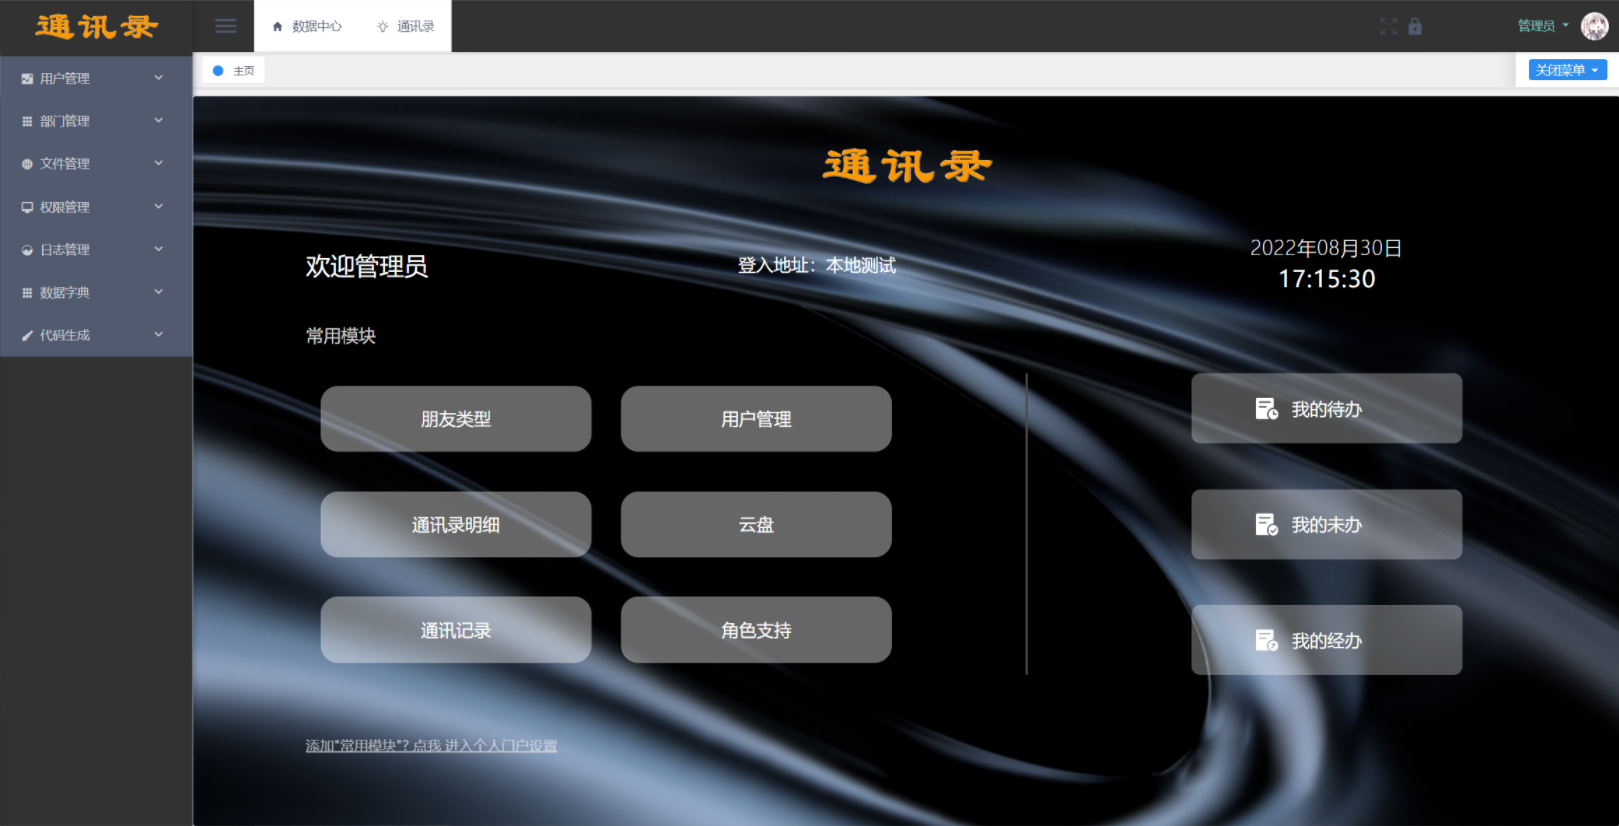 通讯录
数据中心
通讯录
管理员
主页
关闭菜单
用户管理
部门管理
文件管理
权限管理
日志管理
数据字典
代码生成
通讯录
欢迎管理员
登入地址：本地测试
2022年08月30日
17:15:30
常用模块
朋友类型
用户管理
通讯录明细
云盘
通讯记录
角色支持
我的待办
我的未办
我的经办
添加"常用模块"? 点我 进入个人门户设置